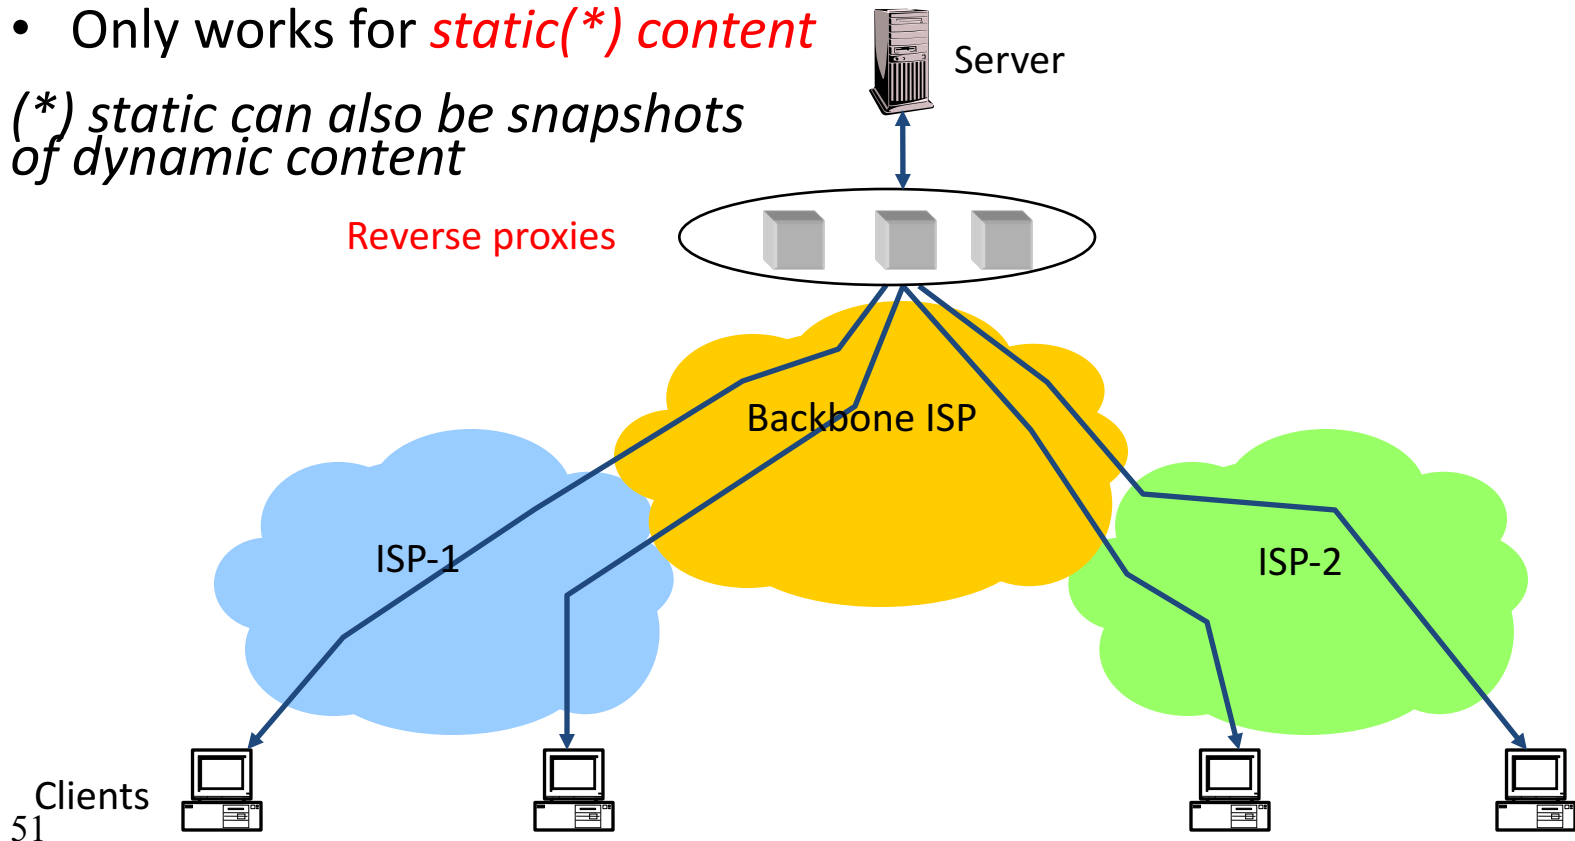 • Only works for static(*) content
(*) static can also be snapshots
of dynamic content
Server
Reverse proxies
Backbone ISP
ISP-1
ISP-2
Clients
51